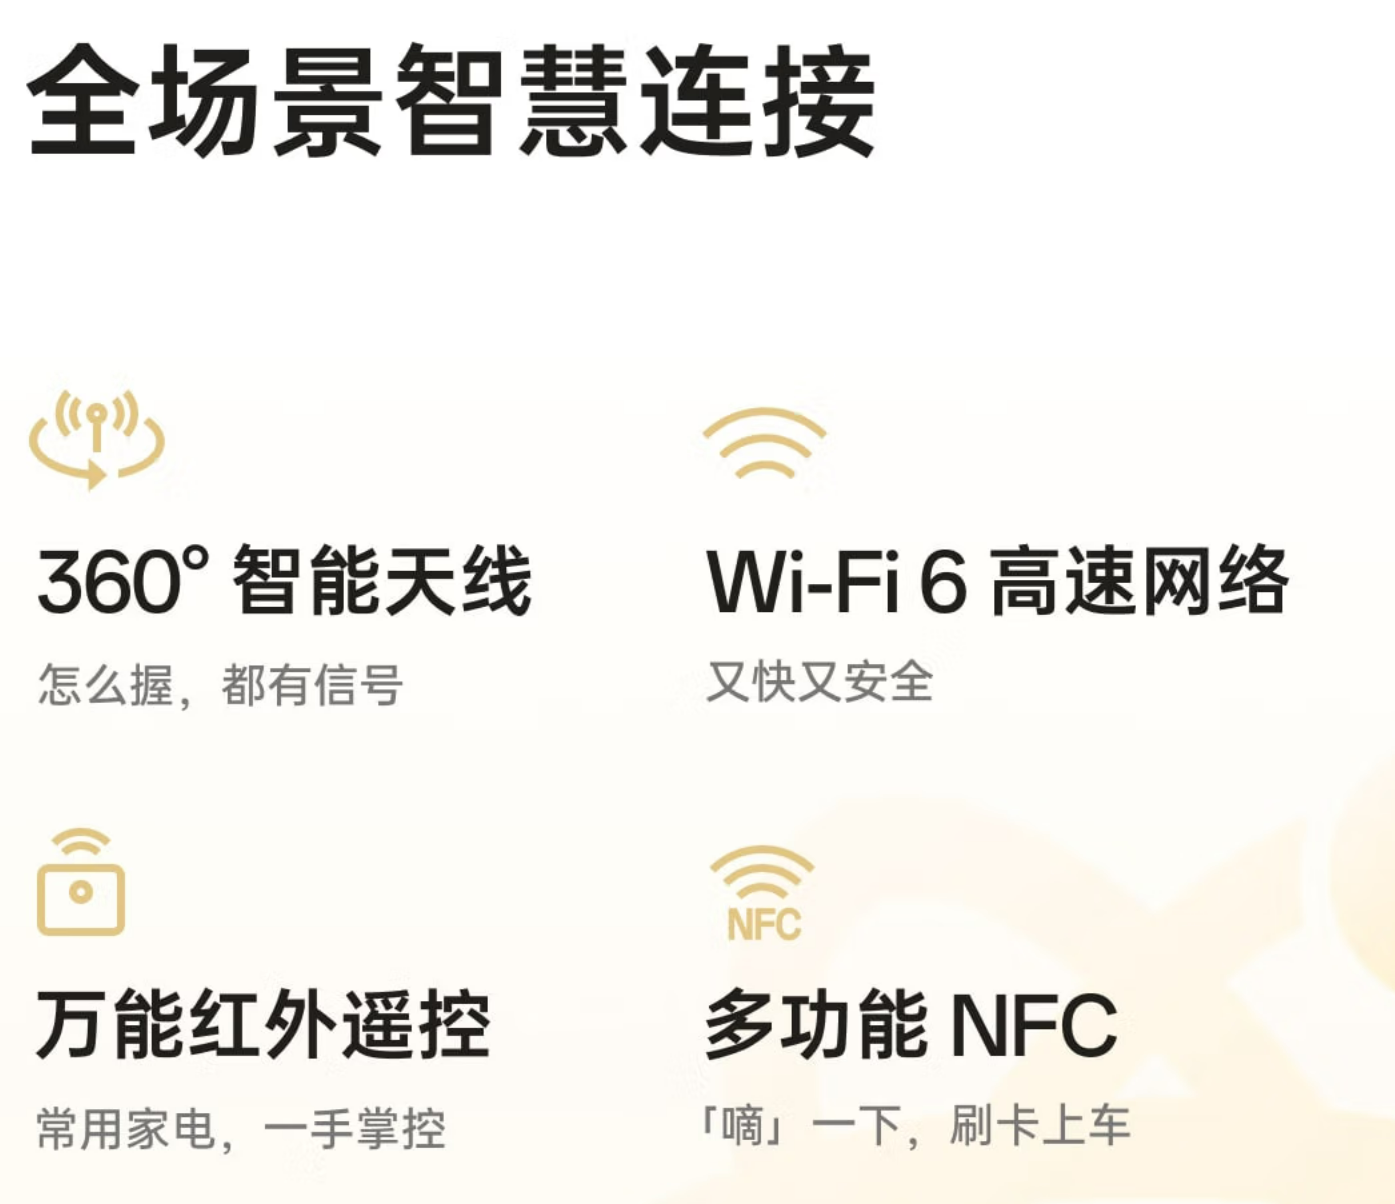 全场景智慧连接
360° 智能天线
怎么握，都有信号
Wi-Fi 6 高速网络
又快又安全
万能红外遥控
常用家电，一手掌控
NFC
多功能 NFC
「嘀」一下，刷卡上车